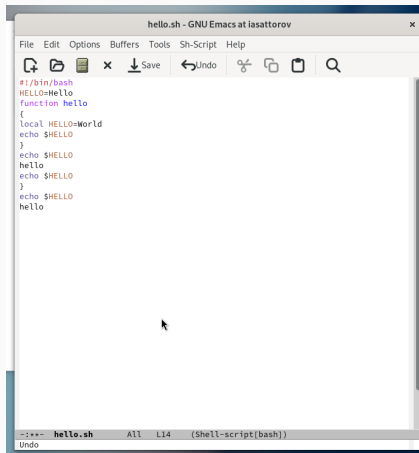 hello.sh - GNU Emacs at iasattorov ×
File Edit Options Buffers Tools Sh-Script Help
Save Undo
#!/bin/bash
HELLO=Hello
function hello
{
local HELLO=World
echo $HELLO
}
echo $HELLO
hello
echo $HELLO
}
echo $HELLO
hello
-:**- hello.sh All L14 (Shell-script[bash])
Undo